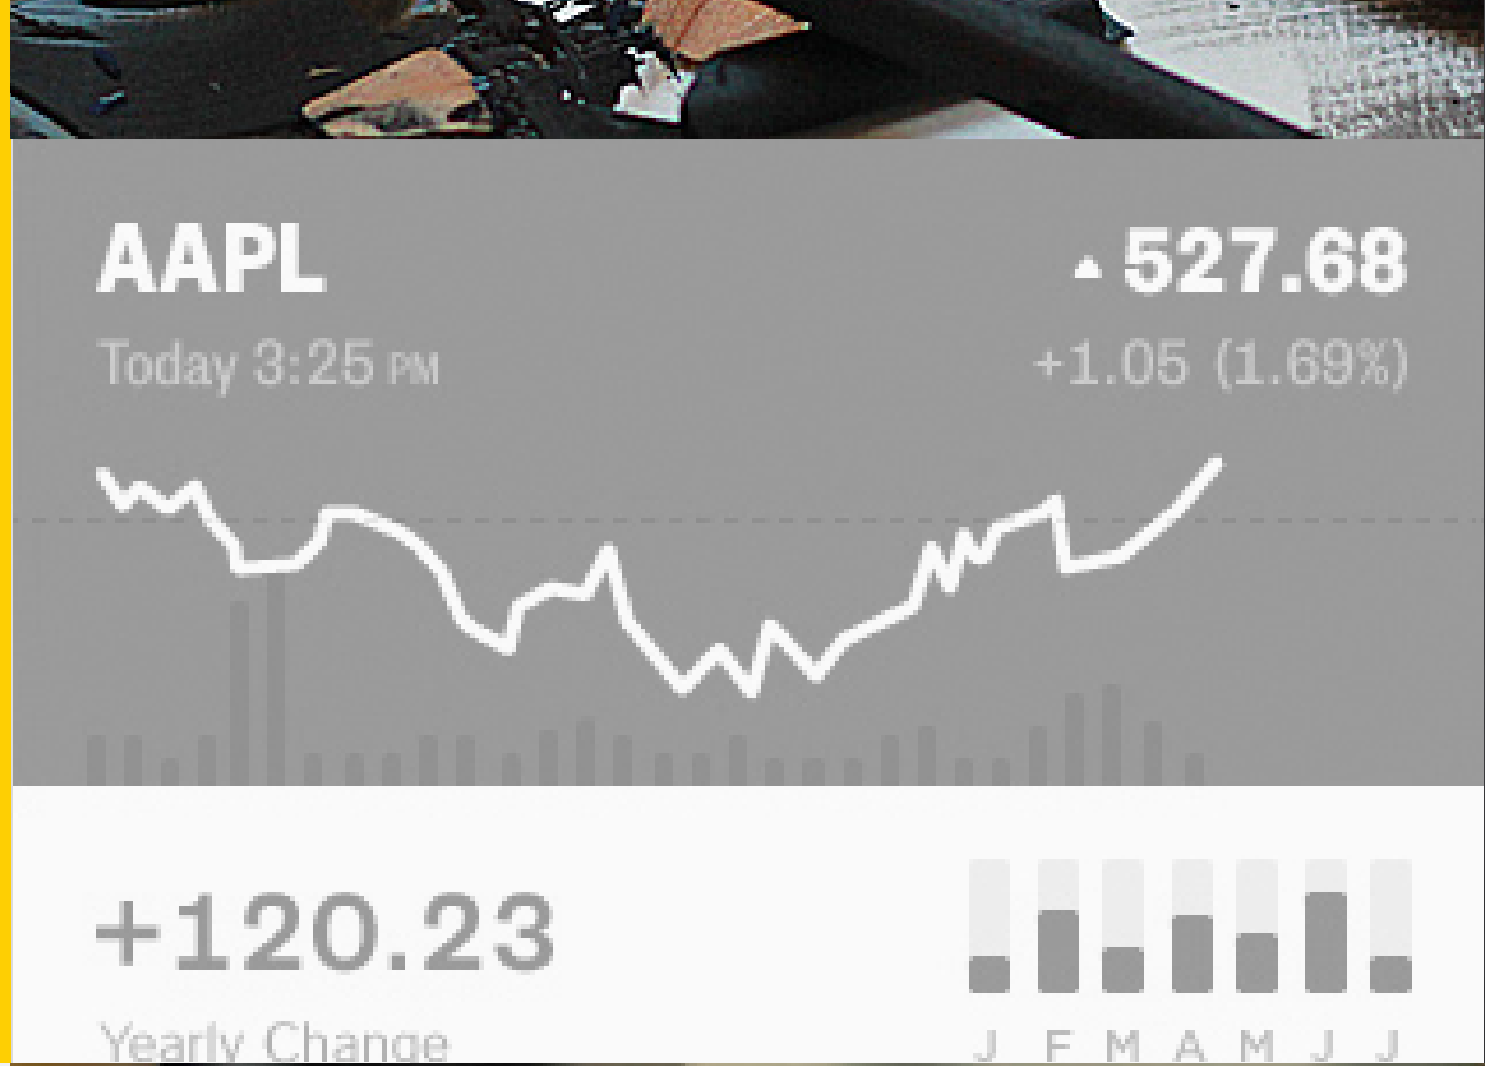 AAPL
▲ 527.68
Today 3:25 PM
+1.05 (1.69%)
+120.23
Yearly Change
J F M A M J J